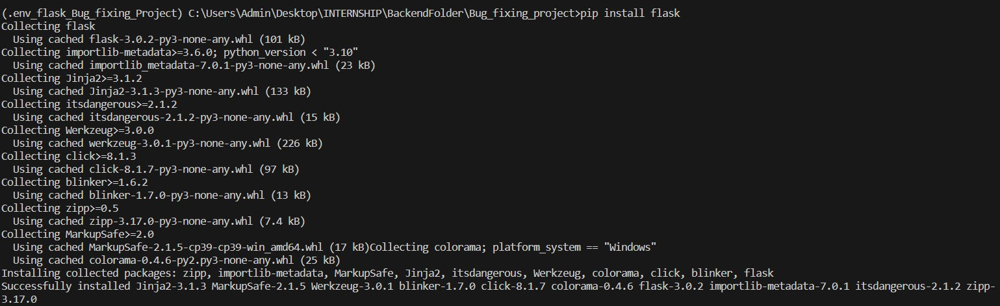 (.env_flask_Bug_fixing_Project) C:\Users\Admin\Desktop\INTERNSHIP\BackendFolder\Bug_fixing_project>pip install flask
Collecting flask
  Using cached flask-3.0.2-py3-none-any.whl (101 kB)
Collecting importlib-metadata>=3.6.0; python_version < "3.10"
  Using cached importlib_metadata-7.0.1-py3-none-any.whl (23 kB)
Collecting Jinja2>=3.1.2
  Using cached Jinja2-3.1.3-py3-none-any.whl (133 kB)
Collecting itsdangerous>=2.1.2
  Using cached itsdangerous-2.1.2-py3-none-any.whl (15 kB)
Collecting Werkzeug>=3.0.0
  Using cached werkzeug-3.0.1-py3-none-any.whl (226 kB)
Collecting click>=8.1.3
  Using cached click-8.1.7-py3-none-any.whl (97 kB)
Collecting blinker>=1.6.2
  Using cached blinker-1.7.0-py3-none-any.whl (13 kB)
Collecting zipp>=0.5
  Using cached zipp-3.17.0-py3-none-any.whl (7.4 kB)
Collecting MarkupSafe>=2.0
  Using cached MarkupSafe-2.1.5-cp39-cp39-win_amd64.whl (17 kB)Collecting colorama; platform_system == "Windows"
  Using cached colorama-0.4.6-py2.py3-none-any.whl (25 kB)
Installing collected packages: zipp, importlib-metadata, MarkupSafe, Jinja2, itsdangerous, Werkzeug, colorama, click, blinker, flask
Successfully installed Jinja2-3.1.3 MarkupSafe-2.1.5 Werkzeug-3.0.1 blinker-1.7.0 click-8.1.7 colorama-0.4.6 flask-3.0.2 importlib-metadata-7.0.1 itsdangerous-2.1.2 zipp-
3.17.0